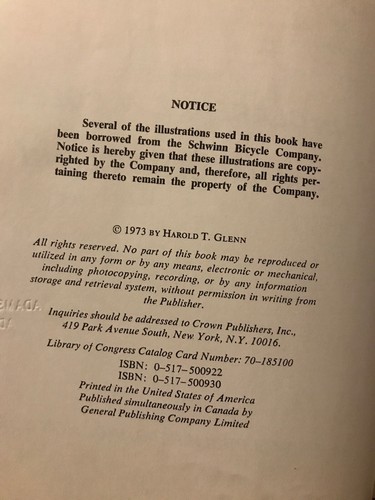 NOTICE
Several of the illustrations used in this book have
been borrowed from the Schwinn Bicycle Company.
Notice is hereby given that these illustrations are copy-
righted by the Company and, therefore, all rights per-
taining thereto remain the property of the Company.
© 1973 BY HAROLD T. GLENN
All rights reserved. No part of this book may be reproduced or
utilized in any form or by any means, electronic or mechanical,
including photocopying, recording, or by any information
storage and retrieval system, without permission in writing from
the Publisher.
Inquiries should be addressed to Crown Publishers, Inc.,
419 Park Avenue South, New York, N.Y. 10016.
Library of Congress Catalog Card Number: 70-185100
ISBN: 0-517-500922
ISBN: 0-517-500930
Printed in the United States of America
Published simultaneously in Canada by
General Publishing Company Limited